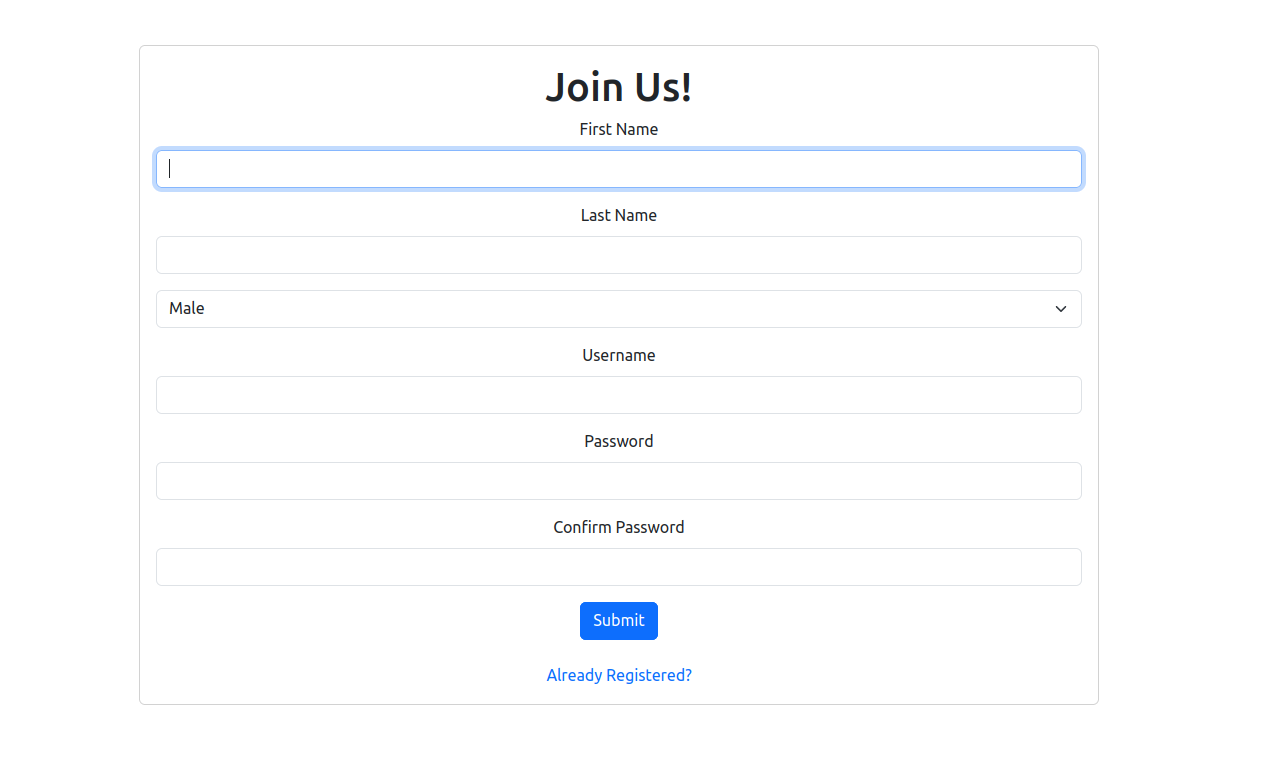 Join Us!
First Name
Last Name
Male
Username
Password
Confirm Password
Submit
Already Registered?